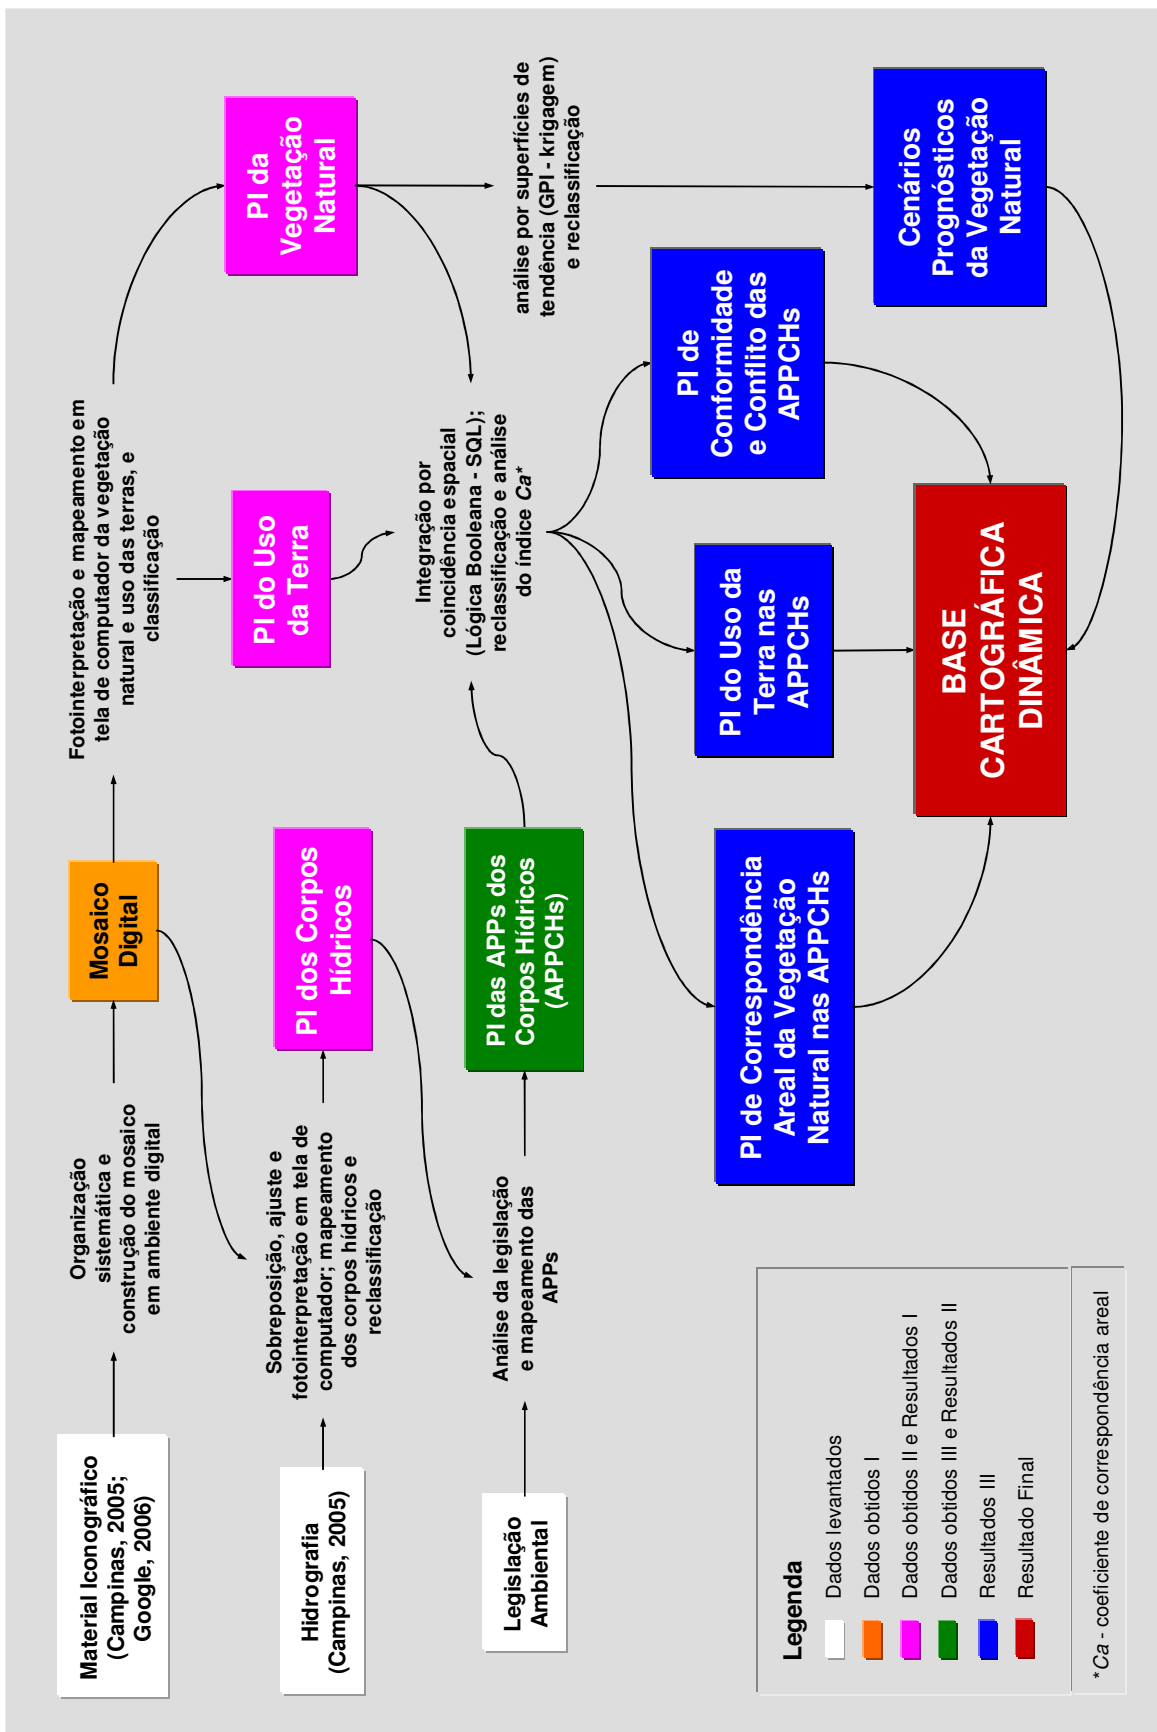 Material Iconográfico
(Campinas, 2005;
Google, 2006)
Organização
sistemática e
construção do mosaico
em ambiente digital
Mosaico
Digital
Fotointerpretação e mapeamento em
tela de computador da vegetação
natural e uso das terras, e
classificação
PI da
Vegetação
Natural
Hidrografia
(Campinas, 2005)
Sobreposição, ajuste e
fotointerpretação em tela de
computador; mapeamento
dos corpos hídricos e
reclassificação
PI dos Corpos
Hídricos
PI do Uso
da Terra
Legislação
Ambiental
Análise da legislação
e mapeamento das
APPs
PI das APPs dos
Corpos Hídricos
(APPCHs)
Integração por
coincidência espacial
(Lógica Booleana - SQL);
reclassificação e análise
do índice Ca*
análise por superfícies de
tendência (GPI - krigagem)
e reclassificação
PI de Correspondência
Areal da Vegetação
Natural nas APPCHs
PI do Uso da
Terra nas
APPCHs
PI de
Conformidade
e Conflito das
APPCHs
Cenários
Prognósticos
da Vegetação
Natural
BASE
CARTOGRÁFICA
DINÂMICA
Legenda
Dados levantados
Dados obtidos I
Dados obtidos II e Resultados I
Dados obtidos III e Resultados II
Resultados III
Resultado Final
*Ca - coeficiente de correspondência areal